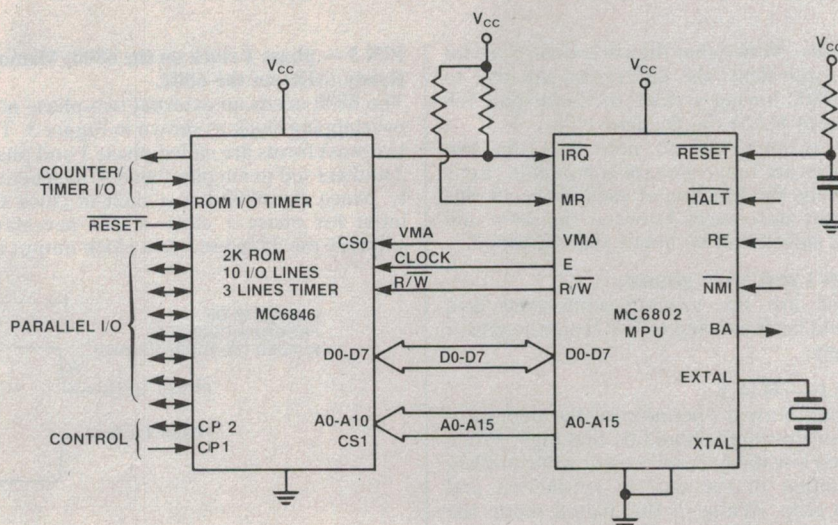 VCC
VCC
VCC
VCC
COUNTER/
TIMER I/O
ROM I/O TIMER
RESET
PARALLEL I/O
CONTROL
CP 2
CP1
2K ROM
10 I/O LINES
3 LINES TIMER
MC6846
CS0
D0-D7
A0-A10
CS1
VMA
CLOCK
R/W
D0-D7
A0-A15
IRQ
MR
VMA
E
R/W
MC6802
MPU
D0-D7
A0-A15
RESET
HALT
RE
NMI
BA
EXTAL
XTAL